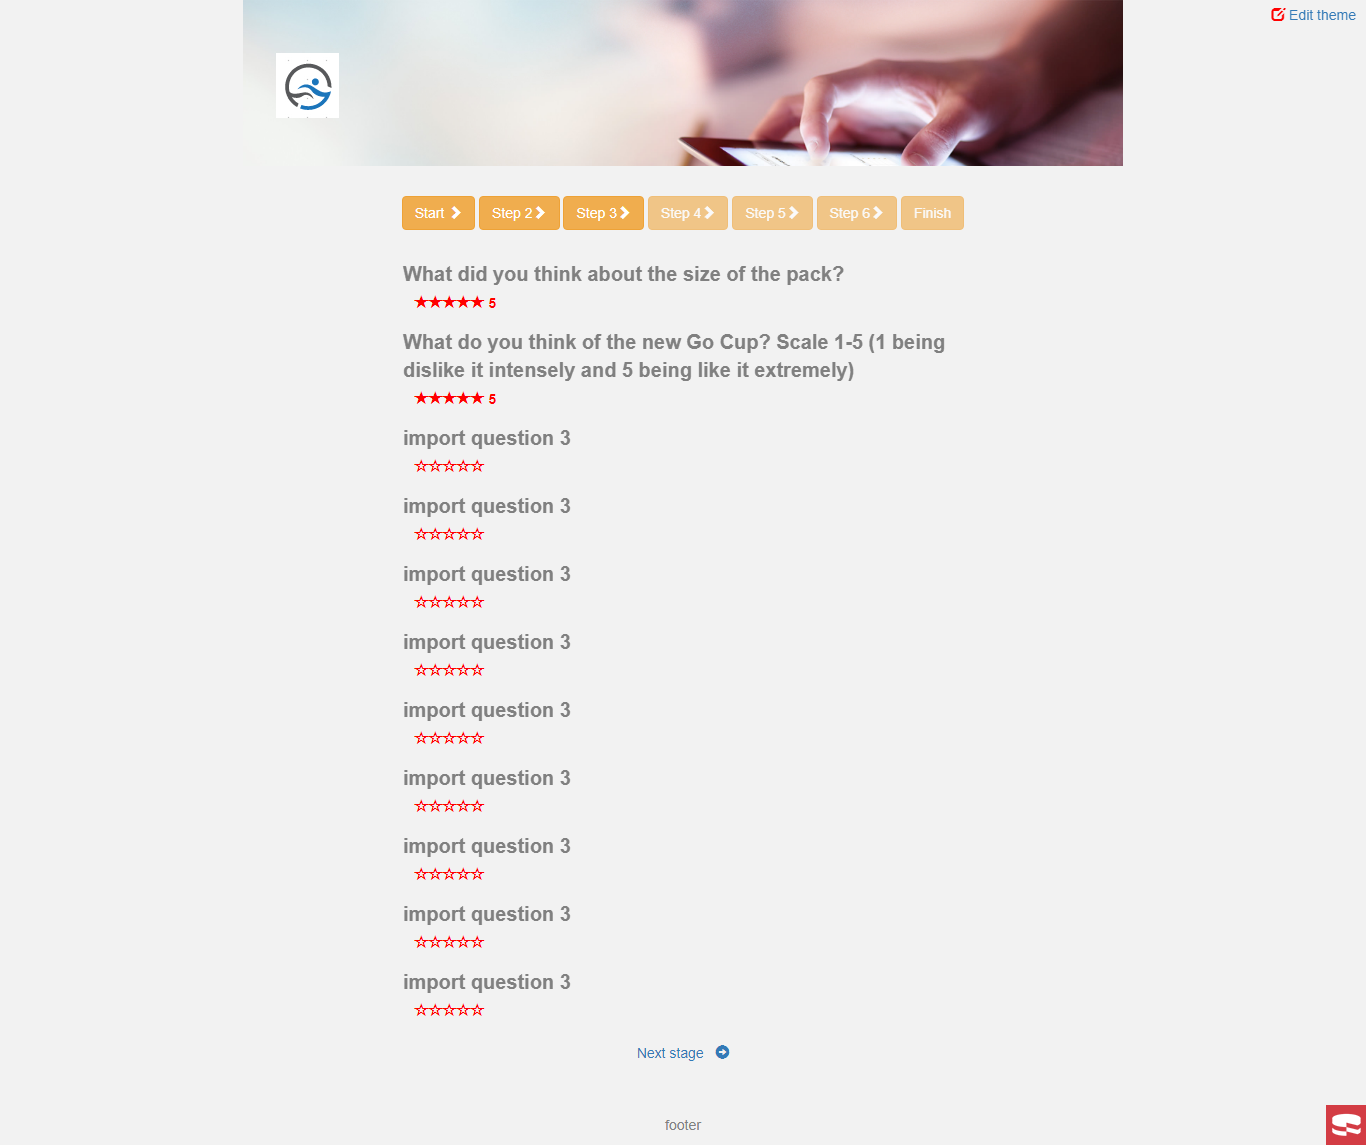 Edit theme
Start
Step 2
Step 3
Step 4
Step 5
Step 6
Finish
What did you think about the size of the pack?
5
What do you think of the new Go Cup? Scale 1-5 (1 being
dislike it intensely and 5 being like it extremely)
5
import question 3
import question 3
import question 3
import question 3
import question 3
import question 3
import question 3
import question 3
import question 3
Next stage
footer